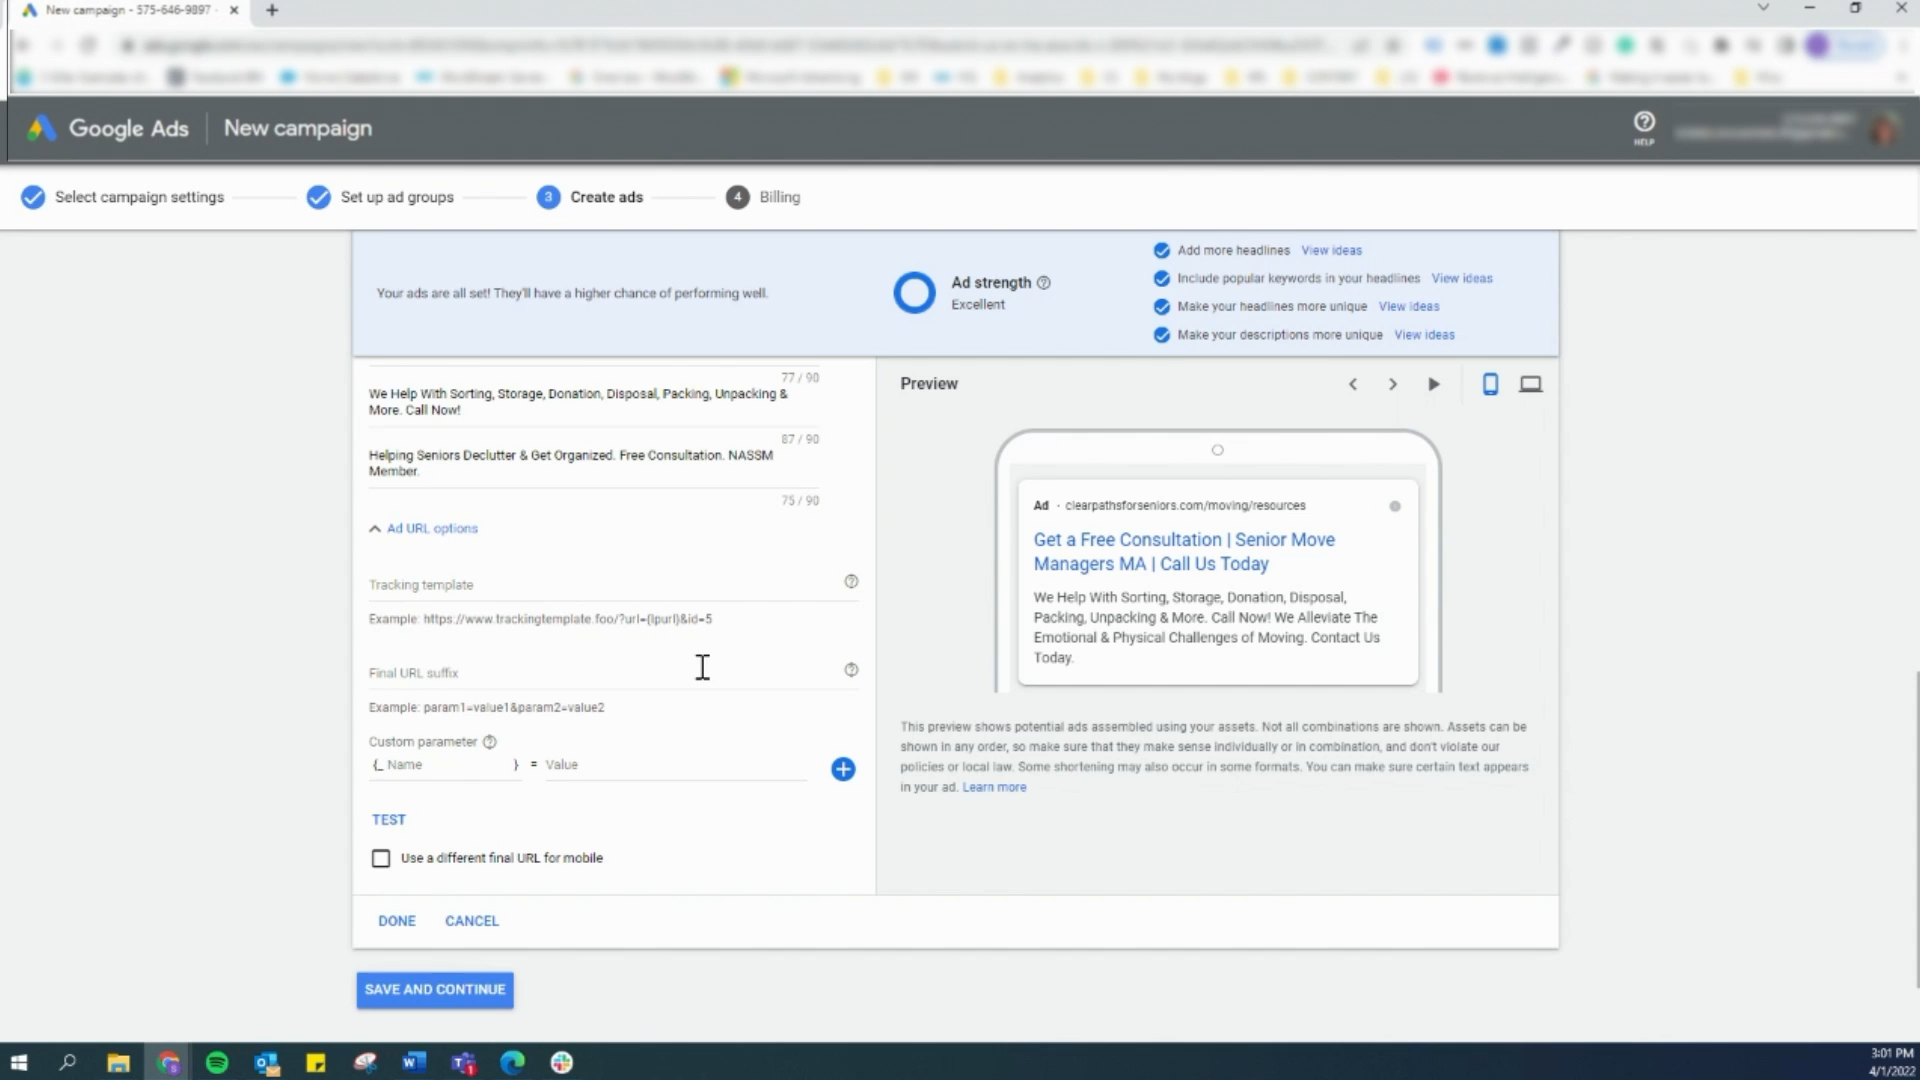 New campaign - 575-646-9897
Google Ads
New campaign
HELP
Select campaign settings
Set up ad groups
3
Create ads
4
Billing
Your ads are all set! They'll have a higher chance of performing well.
Ad strength
Excellent
Add more headlines View ideas
Include popular keywords in your headlines View ideas
Make your headlines more unique View ideas
Make your descriptions more unique View ideas
77 / 90
We Help With Sorting, Storage, Donation, Disposal, Packing, Unpacking &
More. Call Now!
87 / 90
Helping Seniors Declutter & Get Organized. Free Consultation. NASSM
Member.
75 / 90
Ad URL options
Tracking template
Example: https://www.trackingtemplate.foo/?url={lpurl}&id=5
Final URL suffix
Example: param1=value1&param2=value2
Custom parameter
{_ Name } = Value
TEST
Use a different final URL for mobile
DONE CANCEL
SAVE AND CONTINUE
Preview
Ad · clearpathsforseniors.com/moving/resources
Get a Free Consultation | Senior Move
Managers MA | Call Us Today
We Help With Sorting, Storage, Donation, Disposal,
Packing, Unpacking & More. Call Now! We Alleviate The
Emotional & Physical Challenges of Moving. Contact Us
Today.
This preview shows potential ads assembled using your assets. Not all combinations are shown. Assets can be
shown in any order, so make sure that they make sense individually or in combination, and don't violate our
policies or local law. Some shortening may also occur in some formats. You can make sure certain text appears
in your ad. Learn more
3:01 PM
4/1/2022